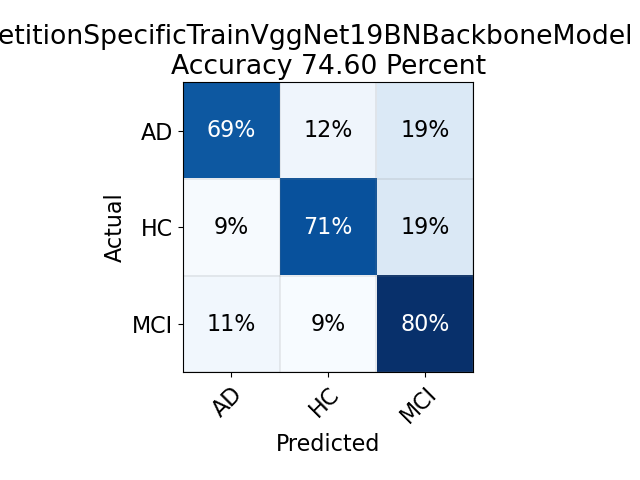 etitionSpecificTrainVggNet19BNBackboneModel
Accuracy 74.60 Percent
AD 69% 12% 19%
HC 9% 71% 19%
MCI 11% 9% 80%
Actual
AD HC MCI
Predicted